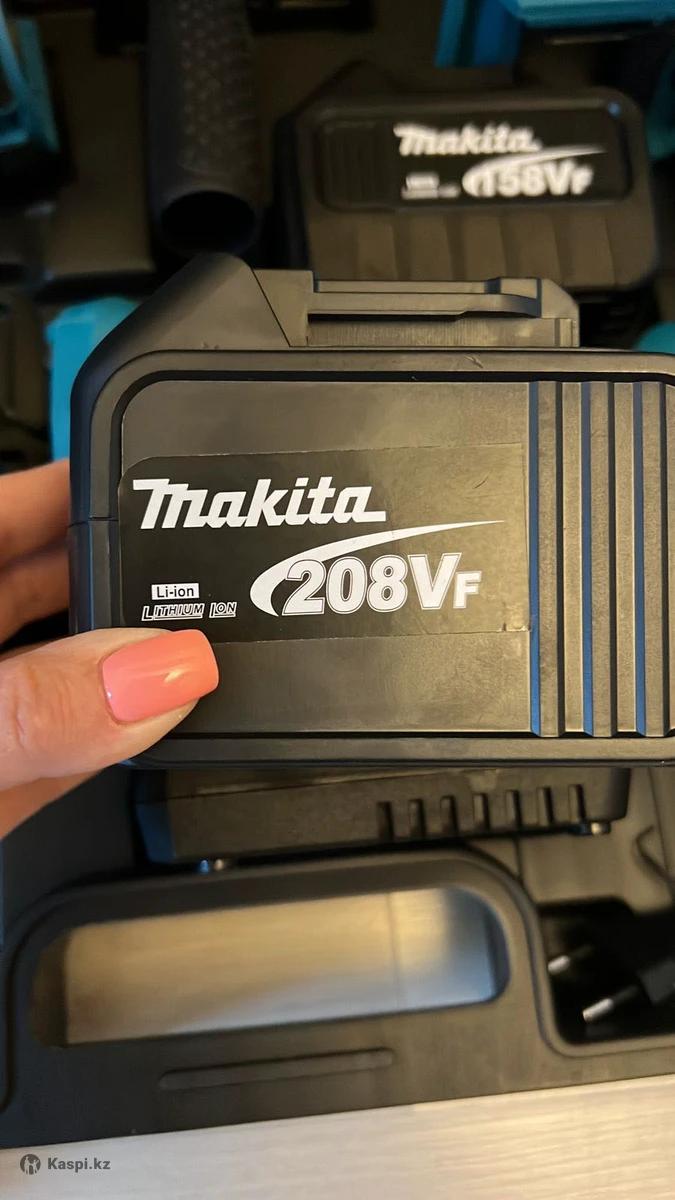 Makita
158VF
Makita
208VF
Li-ion
LITHIUM ION
Kaspi.kz